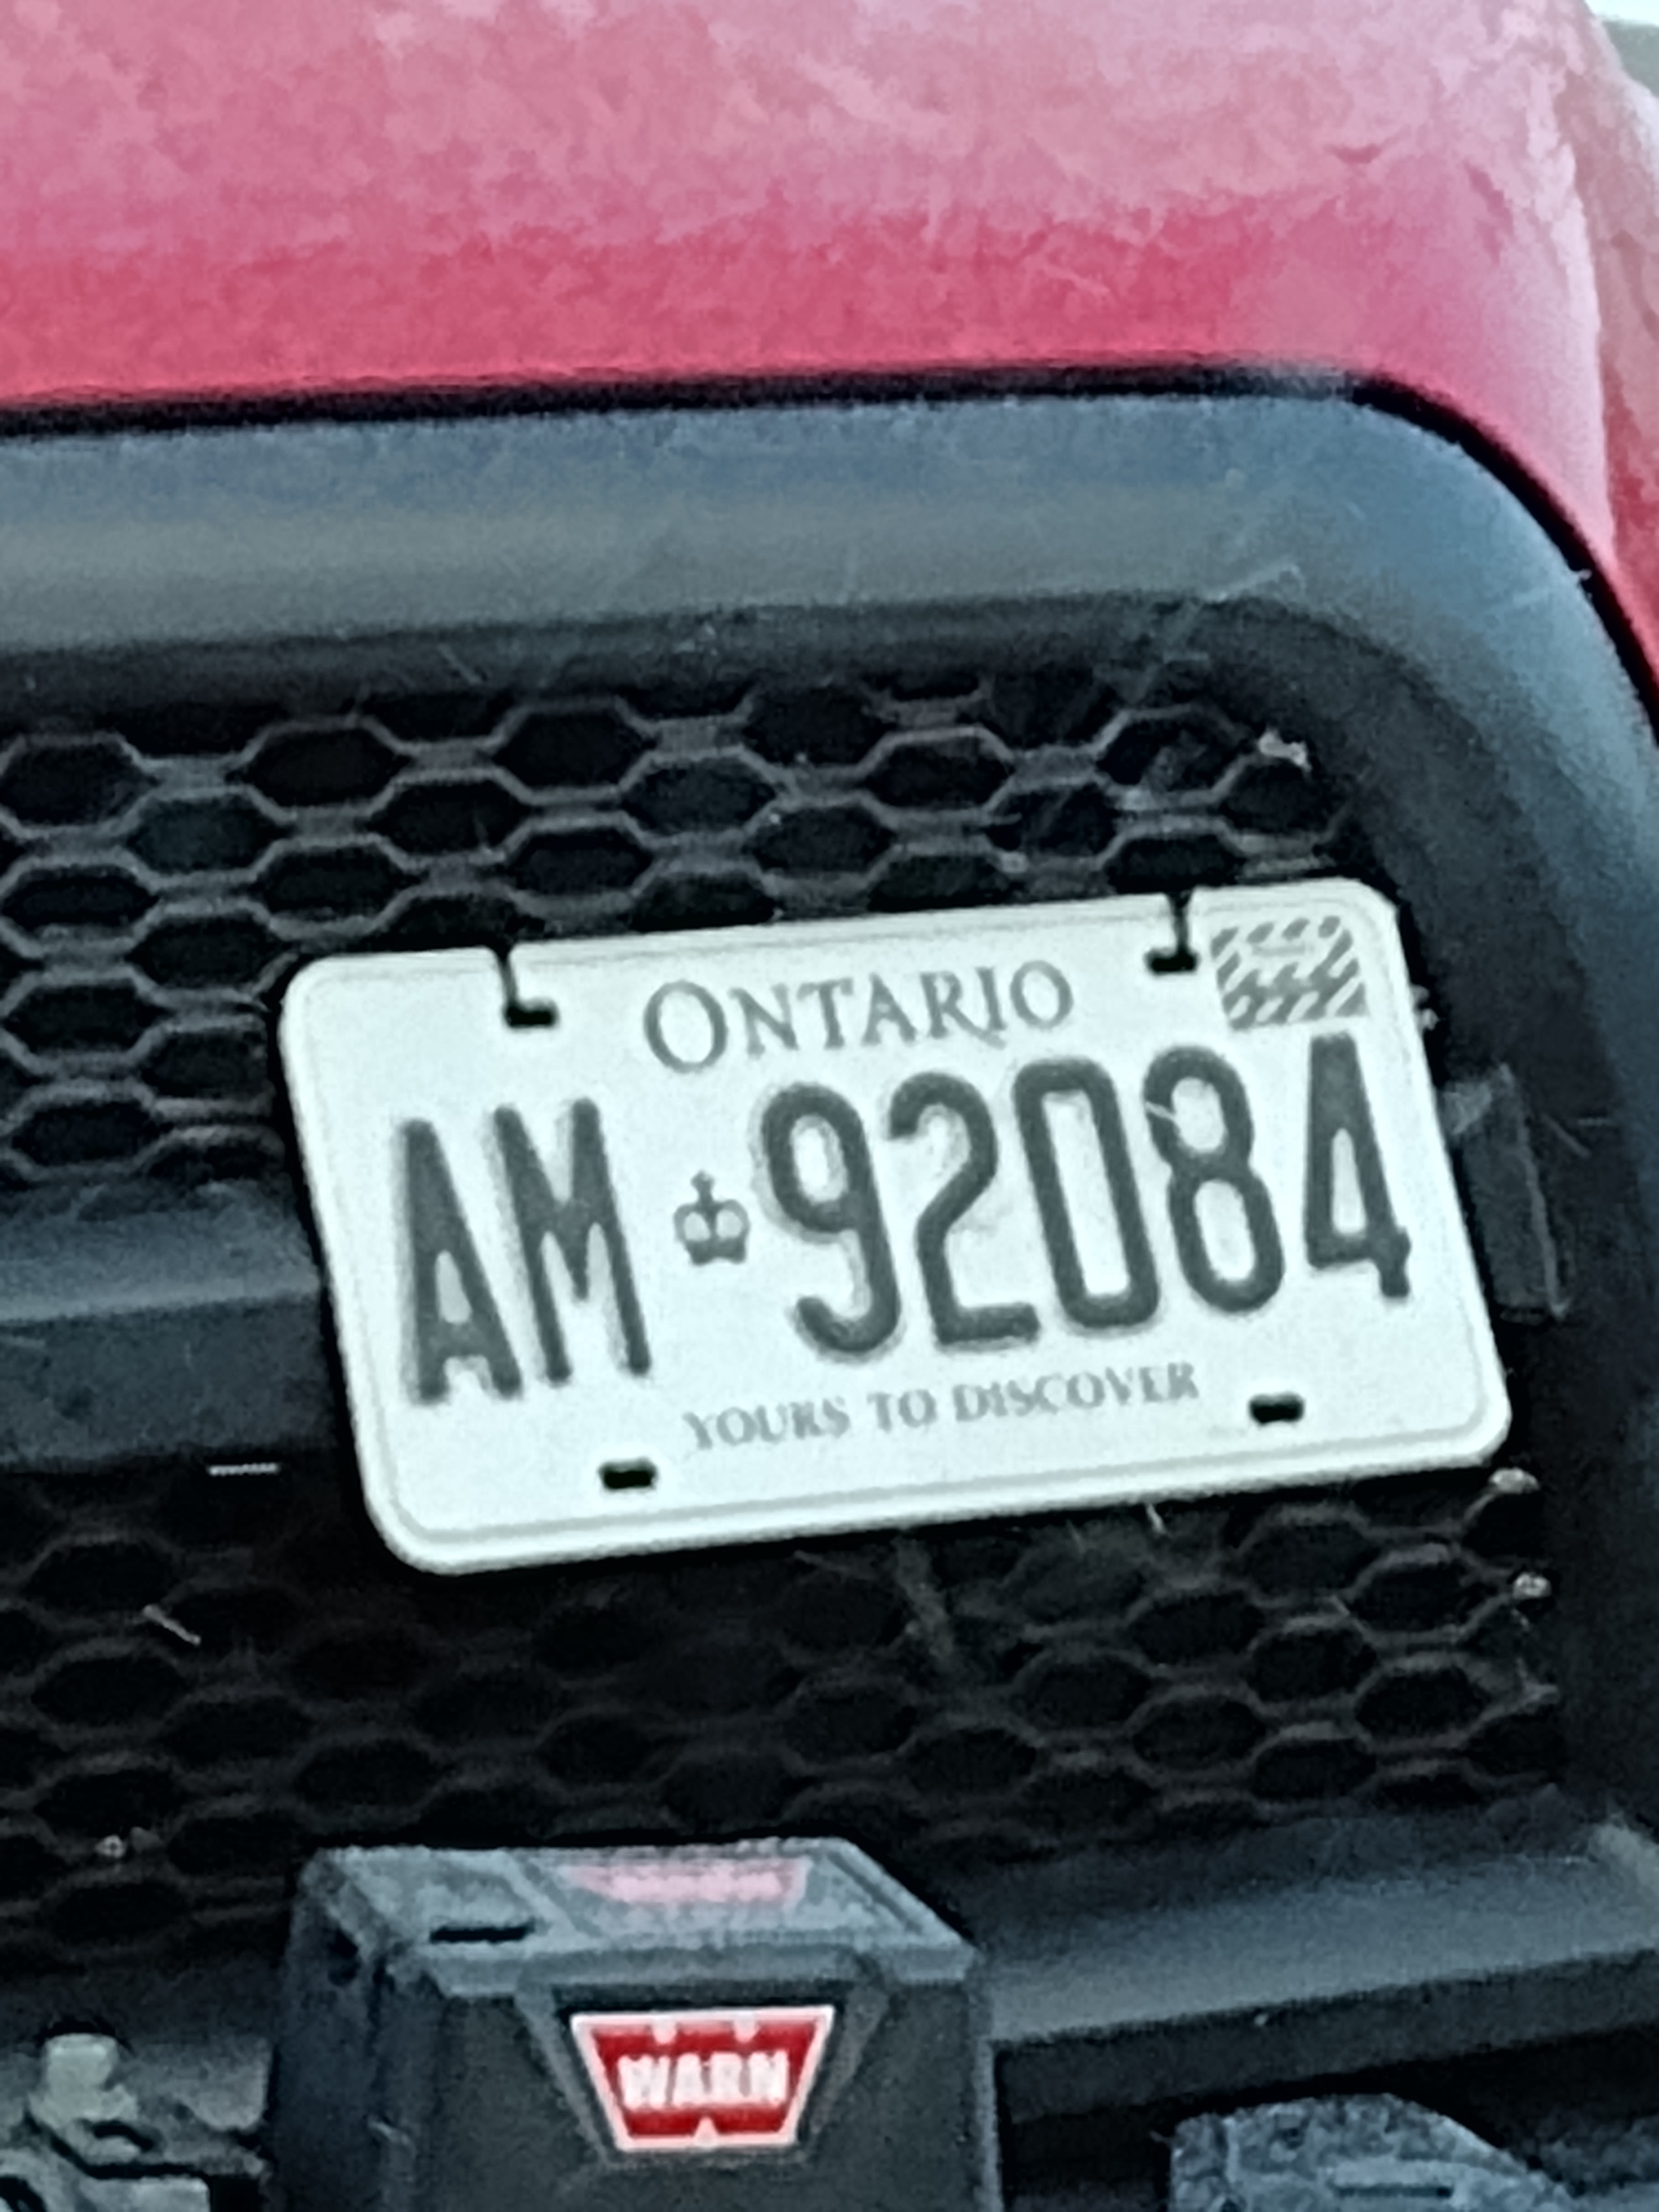 ONTARIO
AM 92084
YOURS TO DISCOVER
WARN